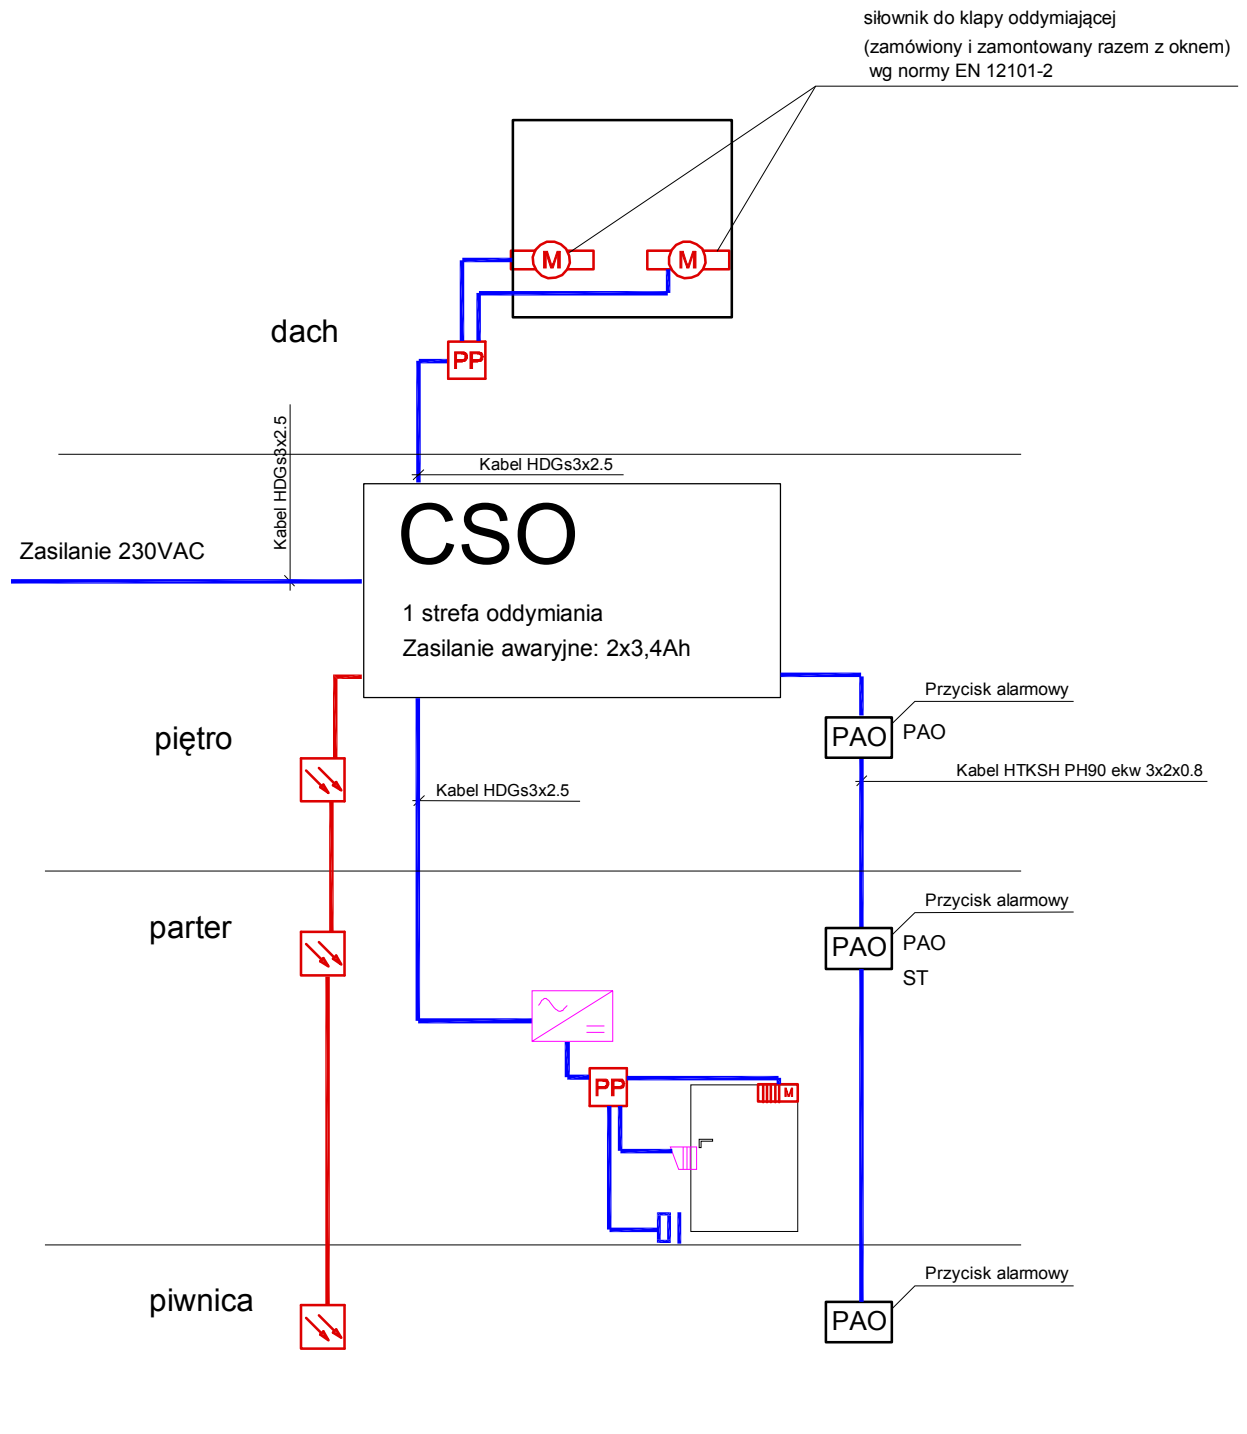 siłownik do klapy oddymiającej
(zamówiony i zamontowany razem z oknem)
wg normy EN 12101-2
M
M
dach
PP
Kabel HDGs3x2.5
Kabel HDGs3x2.5
CSO
Zasilanie 230VAC
1 strefa oddymiania
Zasilanie awaryjne: 2x3,4Ah
Przycisk alarmowy
piętro
PAO
PAO
Kabel HTKSH PH90 ekw 3x2x0.8
Kabel HDGs3x2.5
Przycisk alarmowy
parter
PAO
PAO
ST
PP
M
Przycisk alarmowy
piwnica
PAO